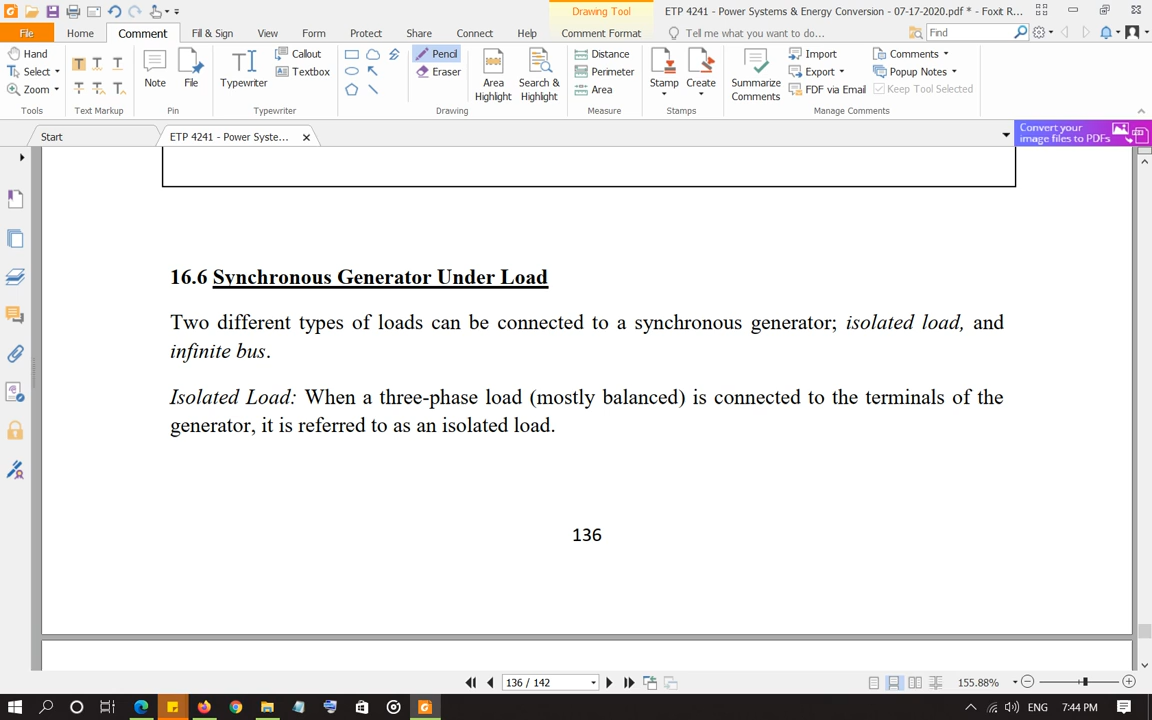 ETP 4241 - Power Systems & Energy Conversion - 07-17-2020.pdf * - Foxit R...
Drawing Tool
File Home Comment Fill & Sign View Form Protect Share Connect Help Comment Format Tell me what you want to do... Find
Hand
Select
Zoom
Tools
Text Markup
Note
File
Pin
Typewriter
Callout
Textbox
Typewriter
Pencil
Eraser
Drawing
Area
Highlight
Search &
Highlight
Distance
Perimeter
Area
Measure
Stamp
Create
Stamps
Summarize
Comments
Import
Export
FDF via Email
Comments
Popup Notes
Keep Tool Selected
Manage Comments
Start
ETP 4241 - Power Syste...
Convert your
image files to PDFs
16.6 Synchronous Generator Under Load
Two different types of loads can be connected to a synchronous generator; isolated load, and
infinite bus.
Isolated Load: When a three-phase load (mostly balanced) is connected to the terminals of the
generator, it is referred to as an isolated load.
136
136 / 142
155.88%
ENG 7:44 PM